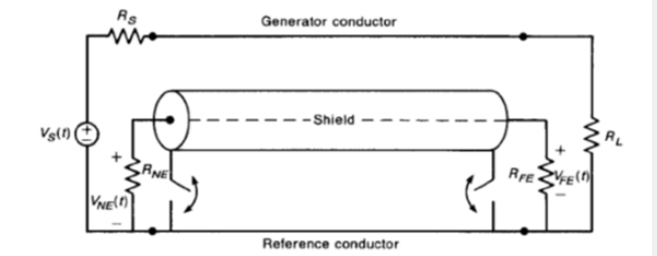 R_S
Generator conductor
V_S(t)
+
−
Shield
R_L
+
R_NE
V_NE(t)
−
R_FE
+
V_FE(t)
−
Reference conductor